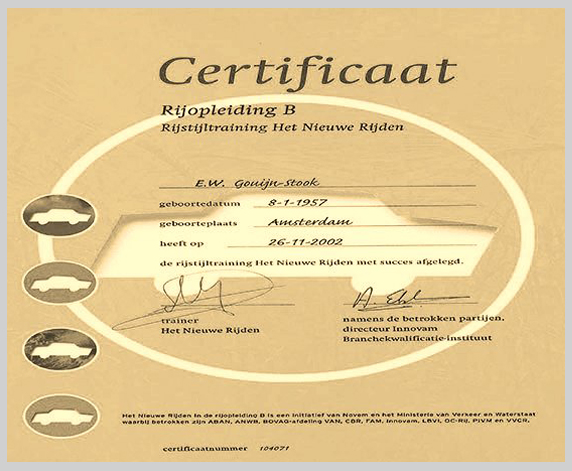 Certificaat
Rijopleiding B
Rijstijltraining Het Nieuwe Rijden
E.W. Gouijn-Stook
geboortedatum 8-1-1957
geboorteplaats Amsterdam
heeft op 26-11-2002
de rijstijltraining Het Nieuwe Rijden met succes afgelegd.
trainer
Het Nieuwe Rijden
namens de betrokken partijen,
directeur Innovam
Branchekwalificatie-instituut
Het Nieuwe Rijden in de rijopleiding B is een initiatief van Novem en het Ministerie van Verkeer en Waterstaat
waarbij betrokken zijn ABAN, ANWB, BOVAG-afdeling VAN, CBR, FAM, Innovam, LBVI, OC-Rij, PIVM en VVCR.
certificaatnummer 104071